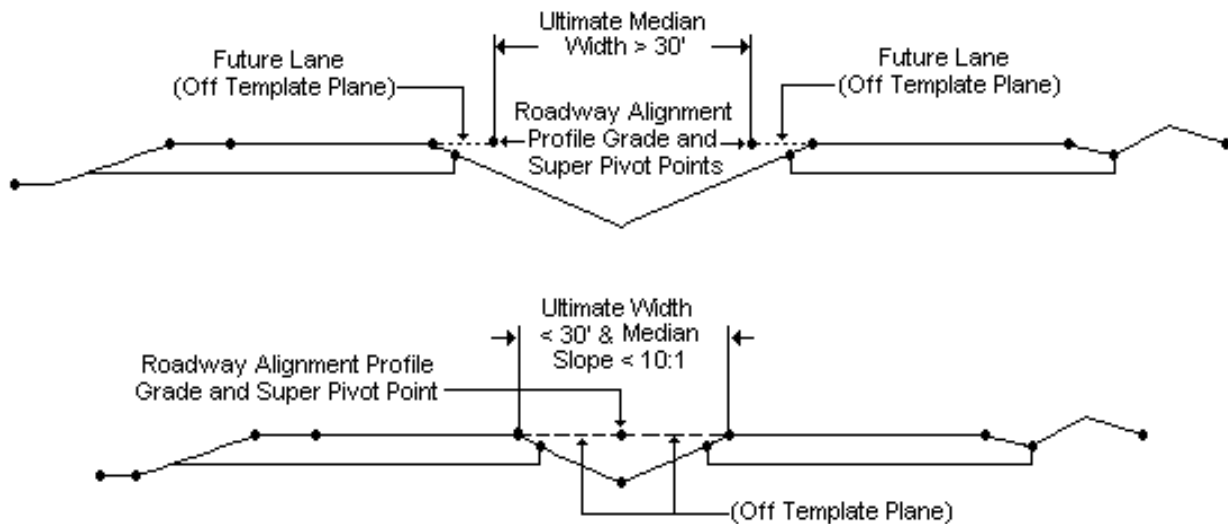 Ultimate Median
Width > 30'
Future Lane
(Off Template Plane)
Future Lane
(Off Template Plane)
Roadway Alignment
Profile Grade and
Super Pivot Points
Ultimate Width
< 30' & Median
Slope < 10:1
Roadway Alignment Profile
Grade and Super Pivot Point
(Off Template Plane)